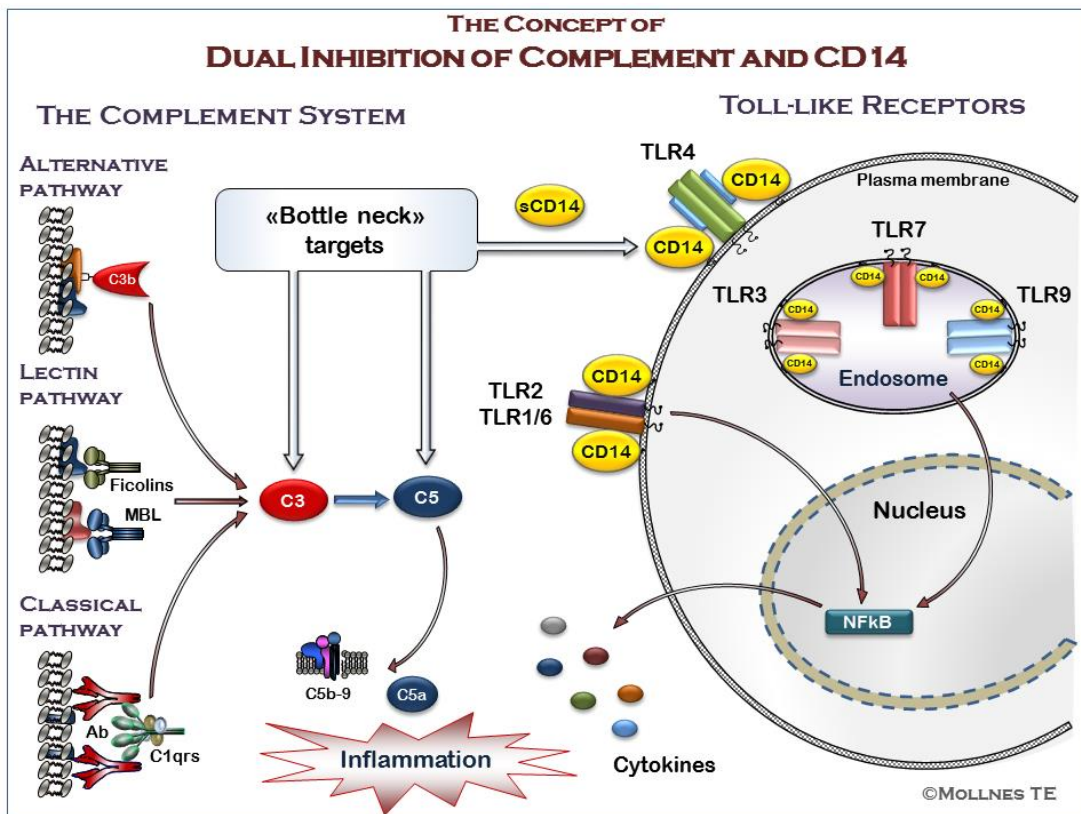 The Concept of
Dual Inhibition of Complement and CD14
The Complement System
Toll-like Receptors
Alternative
pathway
C3b
Lectin
pathway
Ficolins
MBL
Classical
pathway
Ab
C1qrs
«Bottle neck»
targets
C3
C5
C5b-9
C5a
Inflammation
sCD14
TLR4
CD14
CD14
Plasma membrane
TLR7
CD14
CD14
TLR3
CD14
CD14
TLR9
CD14
CD14
Endosome
TLR2
TLR1/6
CD14
CD14
Nucleus
NFkB
Cytokines
©Mollnes TE